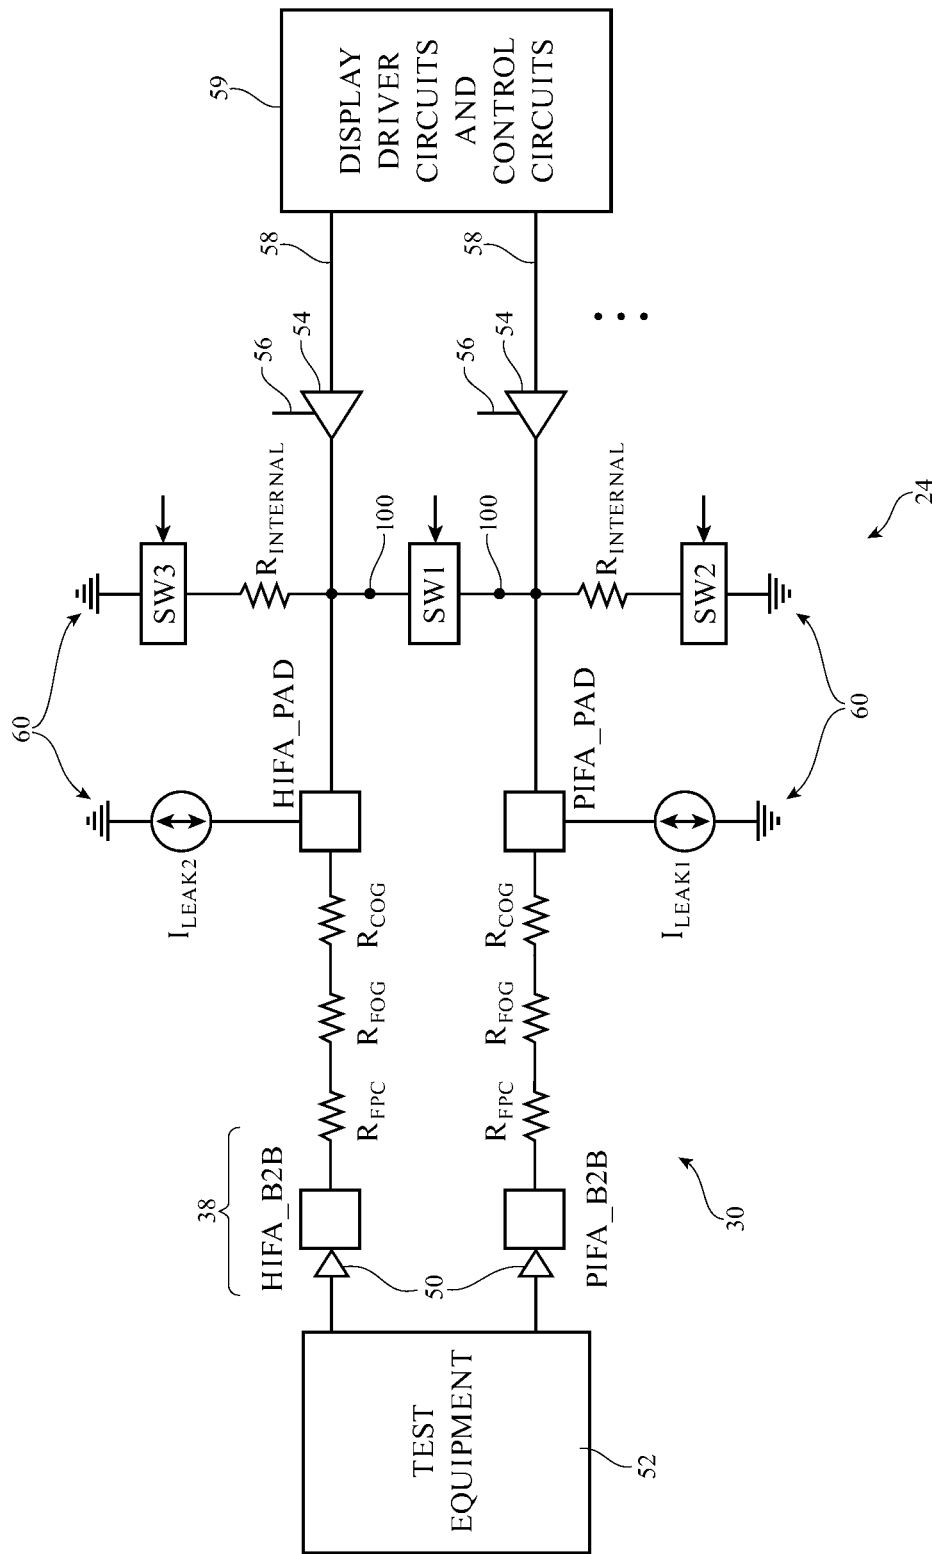 60
60
I_LEAK2
SW3
R_INTERNAL
56
54
58
59
38
HIFA_B2B
R_FPC
R_FOG
R_COG
HIFA_PAD
100
TEST
EQUIPMENT
52
50
SW1
100
DISPLAY
DRIVER
CIRCUITS
AND
CONTROL
CIRCUITS
56
54
58
PIFA_B2B
R_FPC
R_FOG
R_COG
PIFA_PAD
R_INTERNAL
I_LEAK1
SW2
30
24